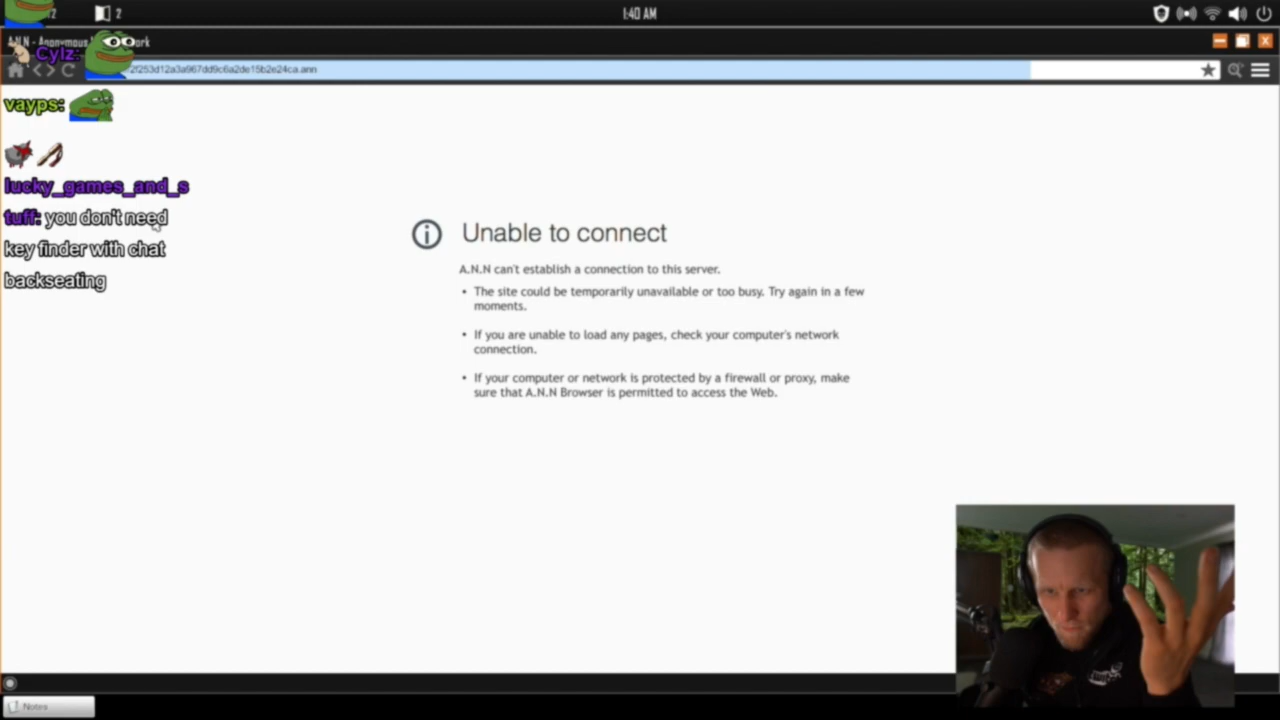 2
1:40 AM
A.N.N - Anonymous
Cylz:
2f253d12a3a967dd9c6a2de15b2e24ca.ann
vayps:
lucky_games_and_s
tuff: you don't need
key finder with chat
backseating
Unable to connect
A.N.N can't establish a connection to this server.
• The site could be temporarily unavailable or too busy. Try again in a few
moments.
• If you are unable to load any pages, check your computer's network
connection.
• If your computer or network is protected by a firewall or proxy, make
sure that A.N.N Browser is permitted to access the Web.
Notes